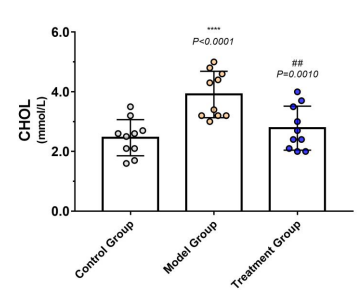 ****
P<0.0001
##
P=0.0010
CHOL
(mmol/L)
6.0
4.0
2.0
0.0
Control Group
Model Group
Treatment Group